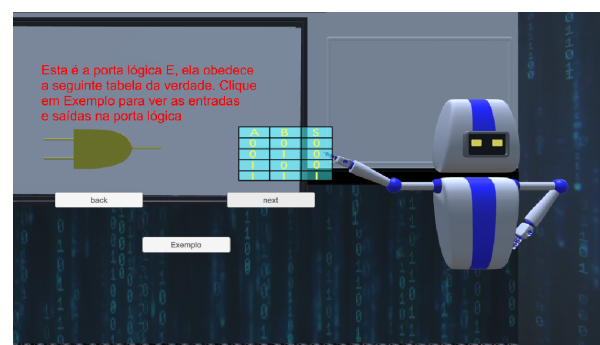 Esta é a porta lógica E, ela obedece
a seguinte tabela da verdade. Clique
em Exemplo para ver as entradas
e saídas na porta lógica
A B S
0 0 0
0 1 0
1 0 0
1 1 1
back
next
Exemplo